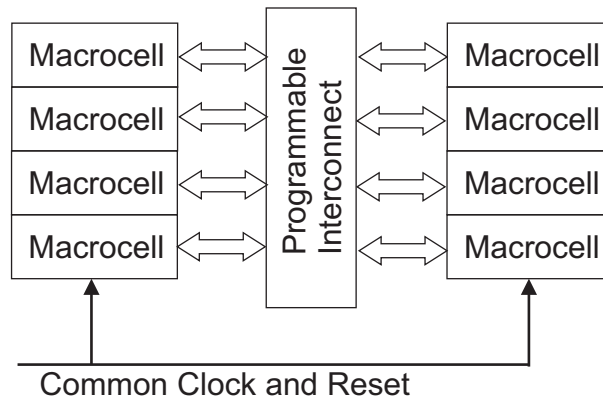 Macrocell
Macrocell
Macrocell
Macrocell
Programmable
Interconnect
Macrocell
Macrocell
Macrocell
Macrocell
Common Clock and Reset